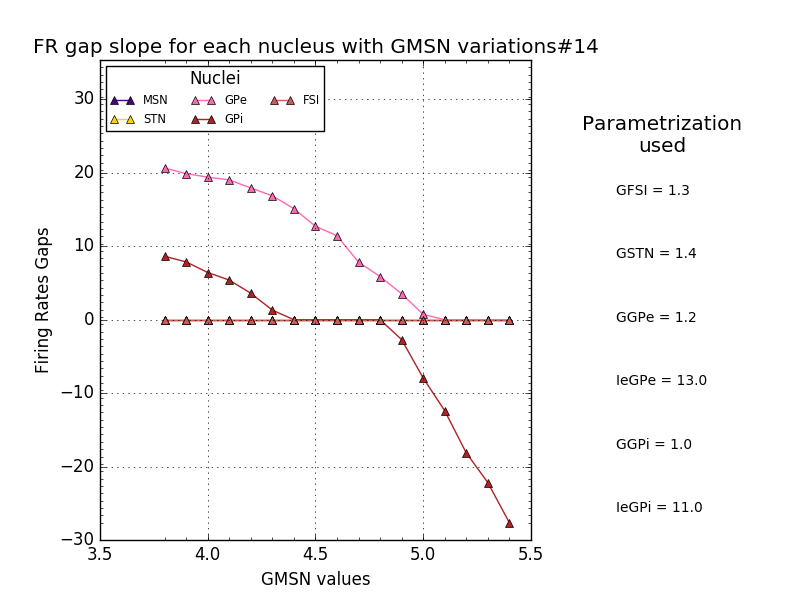 FR gap slope for each nucleus with GMSN variations#14
Nuclei
MSN GPe FSI
STN GPi
30
20
10
0
−10
−20
−30
3.5 4.0 4.5 5.0 5.5
Firing Rates Gaps
GMSN values
Parametrization
used
GFSI = 1.3
GSTN = 1.4
GGPe = 1.2
IeGPe = 13.0
GGPi = 1.0
IeGPi = 11.0